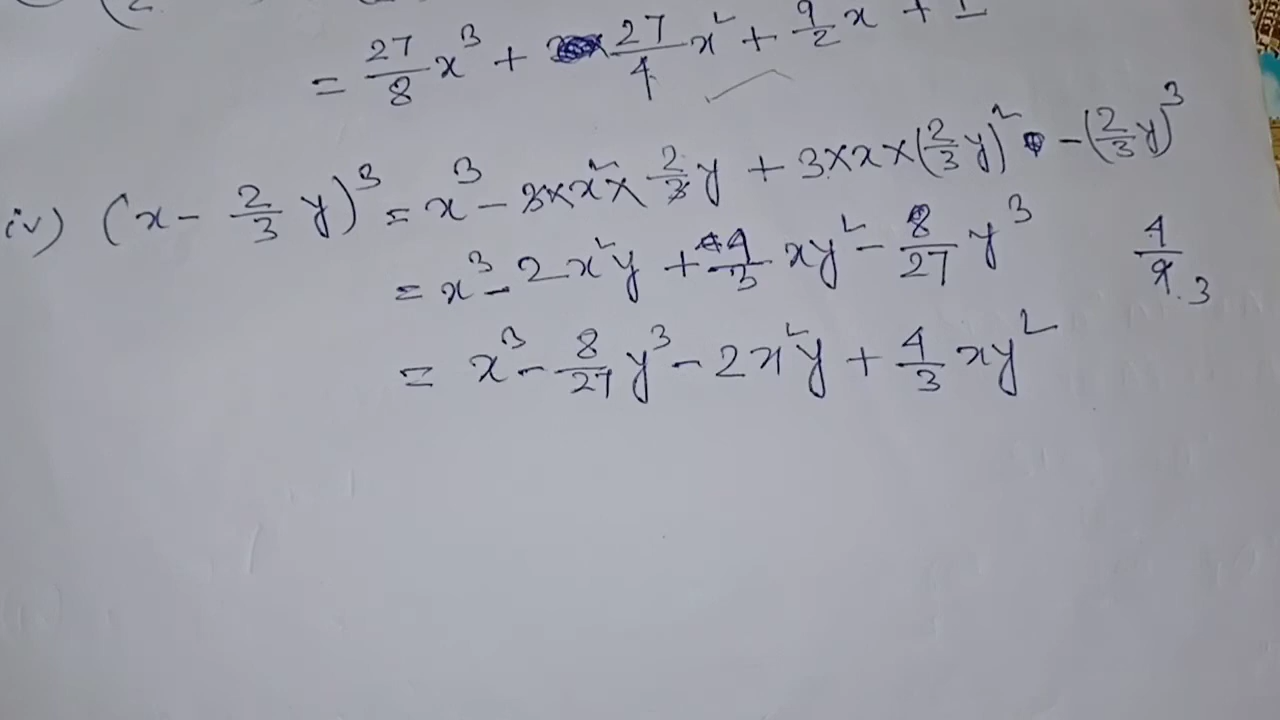 = 27/8 x³ + 27/4 x² + 9/2 x + 1
iv) (x - 2/3 y)³ = x³ - 3×x²× 2/3 y + 3×x×(2/3 y)² - (2/3 y)³
= x³ - 2x²y + 4/3 xy² - 8/27 y³
4/9.3
= x³ - 8/27 y³ - 2x²y + 4/3 xy²